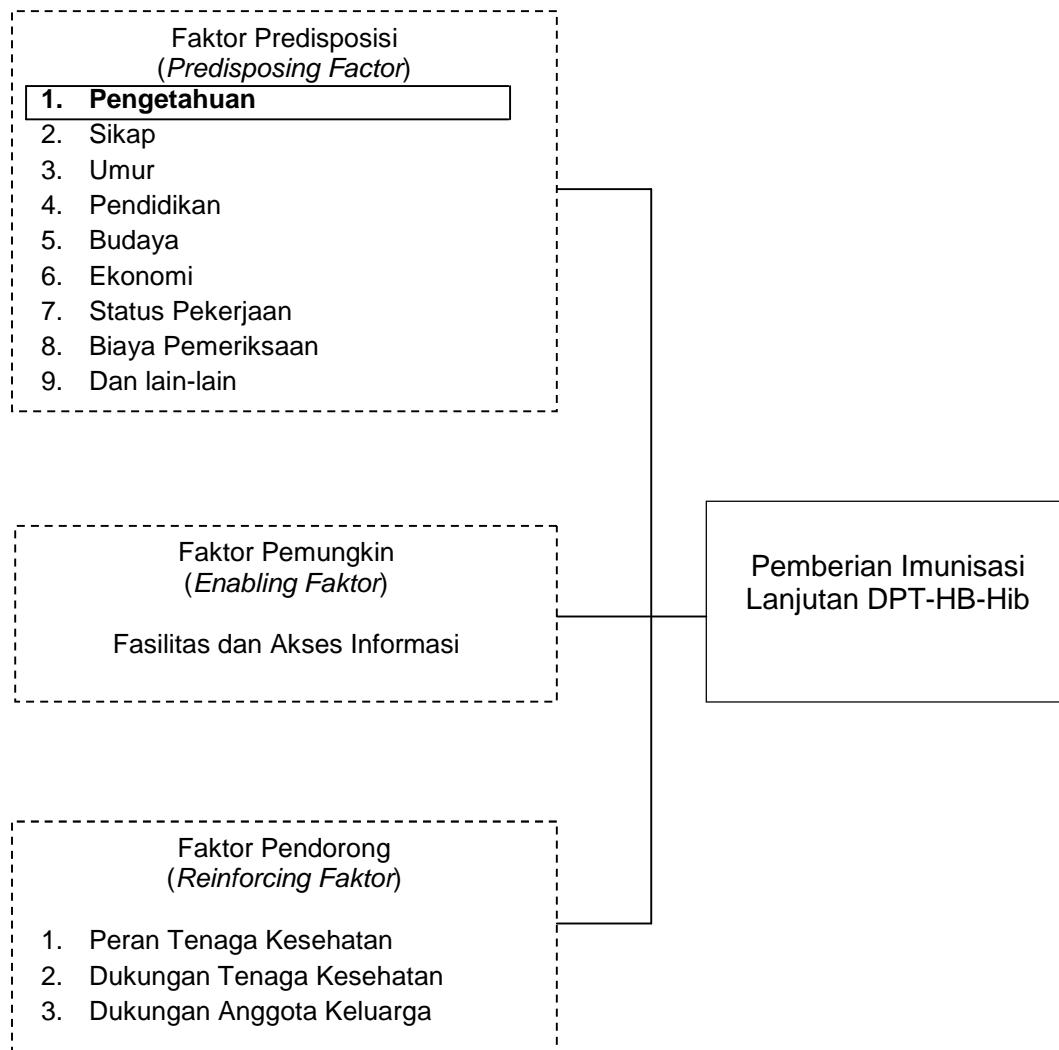 Faktor Predisposisi
(Predisposing Factor)
1. Pengetahuan
2. Sikap
3. Umur
4. Pendidikan
5. Budaya
6. Ekonomi
7. Status Pekerjaan
8. Biaya Pemeriksaan
9. Dan lain-lain
Faktor Pemungkin
(Enabling Faktor)
Fasilitas dan Akses Informasi
Pemberian Imunisasi
Lanjutan DPT-HB-Hib
Faktor Pendorong
(Reinforcing Faktor)
1. Peran Tenaga Kesehatan
2. Dukungan Tenaga Kesehatan
3. Dukungan Anggota Keluarga